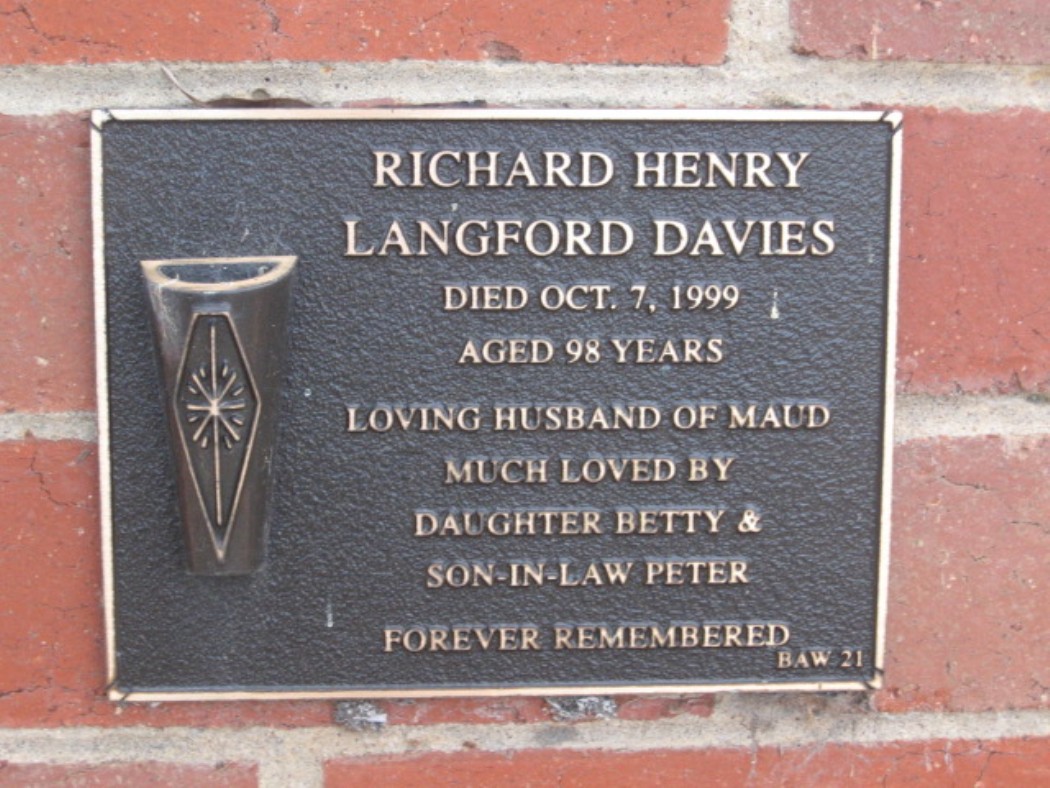 RICHARD HENRY
LANGFORD DAVIES
DIED OCT. 7, 1999
AGED 98 YEARS
LOVING HUSBAND OF MAUD
MUCH LOVED BY
DAUGHTER BETTY &
SON-IN-LAW PETER
FOREVER REMEMBERED
BAW 21